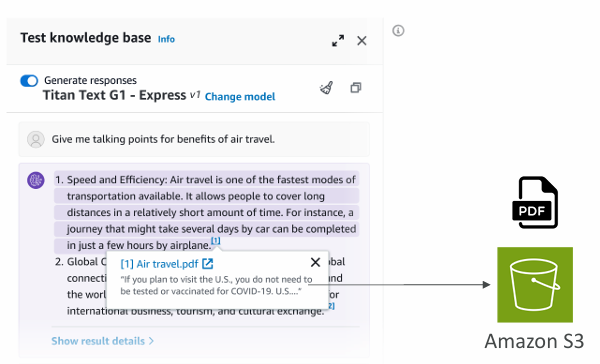 Test knowledge base Info
Generate responses
Titan Text G1 - Express v1 Change model
Give me talking points for benefits of air travel.
1. Speed and Efficiency: Air travel is one of the fastest modes of
transportation available. It allows people to cover long
distances in a relatively short amount of time. For instance, a
journey that might take several days by car can be completed
in just a few hours by airplane.[1]
2. Global C
bal
[1] Air travel.pdf
connecti
“If you plan to visit the U.S., you do not need to
nd
the worl
be tested or vaccinated for COVID-19. U.S....”
or
international business, tourism, and cultural exchange.
Show result details
PDF
Amazon S3